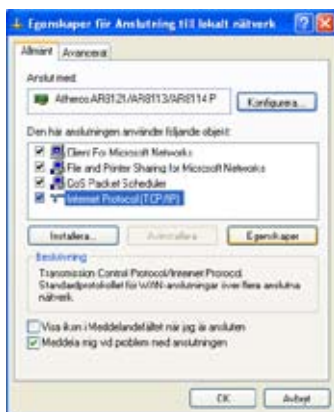 Egenskaper för Anslutning till lokalt nätverk
Allmänt Avancerat
Anslut med:
Atheros AR8121/AR8113/AR8114 P
Konfigurera...
Den här anslutningen använder följande objekt:
Client For Microsoft Networks
File and Printer Sharing for Microsoft Networks
QoS Packet Scheduler
Internet Protocol (TCP/IP)
Installera... Avinstallera Egenskaper
Beskrivning
Transmission Control Protocol/Internet Protocol.
Standardprotokollet för WAN-anslutningar över flera anslutna
nätverk.
Visa ikon i Meddelandefältet när jag är ansluten
Meddela mig vid problem med anslutningen
OK Avbryt